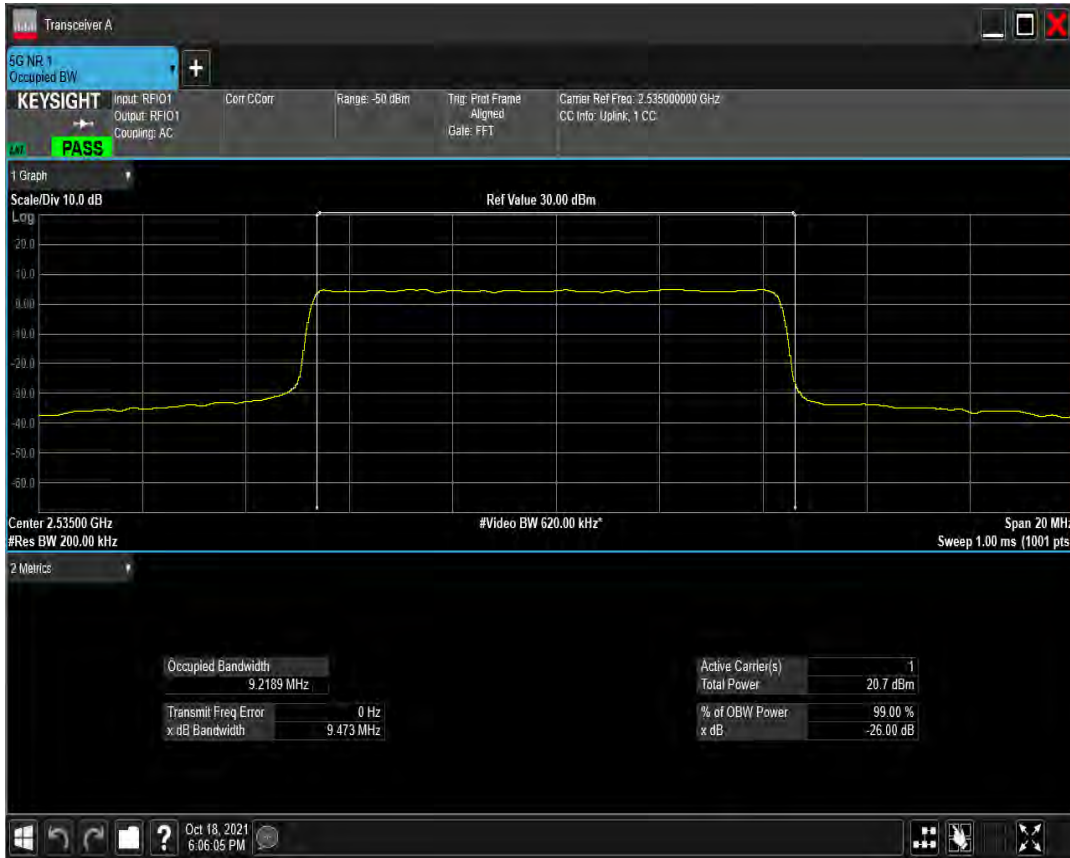 Transceiver A
5G NR 1
Occupied BW
+
KEYSIGHT
Input: RFIO1
Output: RFIO1
Coupling: AC
Corr CCorr
Range: -50 dBm
Trig: Prot Frame
Aligned
Gate: FFT
Carrier Ref Freq: 2.535000000 GHz
CC Info: Uplink, 1 CC
PASS
1 Graph
Scale/Div 10.0 dB
Ref Value 30.00 dBm
Log
20.0
10.0
0.00
-10.0
-20.0
-30.0
-40.0
-50.0
-60.0
Center 2.53500 GHz
#Video BW 620.00 kHz*
Span 20 MHz
#Res BW 200.00 kHz
Sweep 1.00 ms (1001 pts
2 Metrics
Occupied Bandwidth
9.2189 MHz
Transmit Freq Error 0 Hz
x dB Bandwidth 9.473 MHz
Active Carrier(s) 1
Total Power 20.7 dBm
% of OBW Power 99.00 %
x dB -26.00 dB
?
Oct 18, 2021
6:06:05 PM